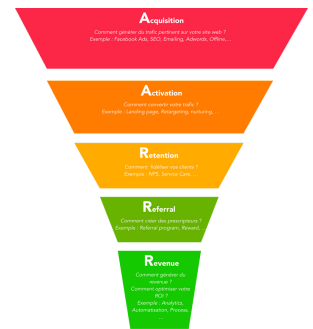 Acquisition
Comment générer du trafic pertinent sur votre site web ?
Exemple : Facebook Ads, SEO, Emailing, Adwords, Offline,...
Activation
Comment convertir votre trafic ?
Exemple : Landing page, Retargeting, nurturing, ...
Retention
Comment fidéliser vos clients ?
Exemple : NPS, Service Care, ...
Referral
Comment créer des prescripteurs ?
Exemple : Referral program, Reward, ...
Revenue
Comment générer du
revenue ?
Comment optimiser votre
ROI ?
Exemple : Analytics,
Automatisation, Process,
...